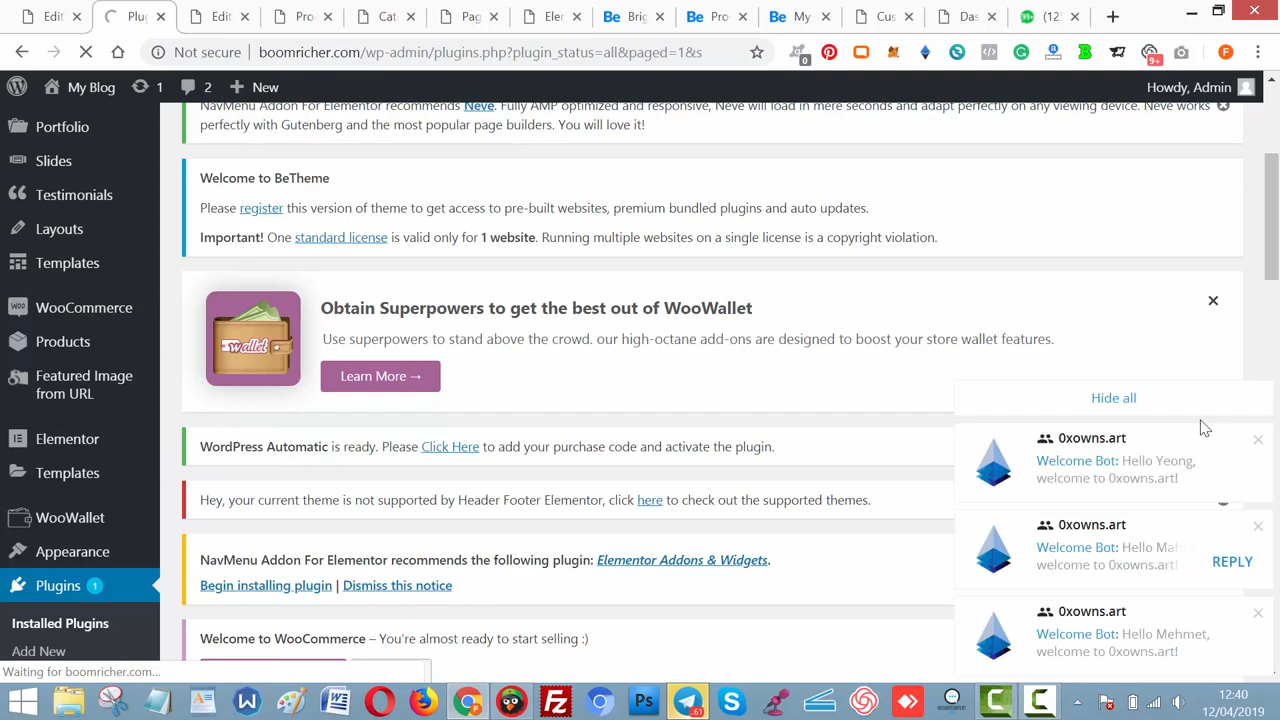 Edit
Plug
Edit
Pro
Cat
Pag
Eler
Be Brig
Be Pro
Be My
Cus
Das
99+ (12
Not secure | boomricher.com/wp-admin/plugins.php?plugin_status=all&paged=1&s
0
9+
F
My Blog 1 2 New
Howdy, Admin
Portfolio
Slides
Testimonials
Layouts
Templates
WooCommerce
Products
Featured Image
from URL
Elementor
Templates
WooWallet
Appearance
Plugins 1
Installed Plugins
Add New
NavMenu Addon For Elementor recommends Neve. Fully AMP optimized and responsive, Neve will load in mere seconds and adapt perfectly on any viewing device. Neve works
perfectly with Gutenberg and the most popular page builders. You will love it!
Welcome to BeTheme
Please register this version of theme to get access to pre-built websites, premium bundled plugins and auto updates.
Important! One standard license is valid only for 1 website. Running multiple websites on a single license is a copyright violation.
wallet
Obtain Superpowers to get the best out of WooWallet
Use superpowers to stand above the crowd. our high-octane add-ons are designed to boost your store wallet features.
Learn More →
WordPress Automatic is ready. Please Click Here to add your purchase code and activate the plugin.
Hey, your current theme is not supported by Header Footer Elementor, click here to check out the supported themes.
NavMenu Addon For Elementor recommends the following plugin: Elementor Addons & Widgets.
Begin installing plugin | Dismiss this notice
Welcome to WooCommerce – You're almost ready to start selling :)
Hide all
0xowns.art
Welcome Bot: Hello Yeong,
welcome to 0xowns.art!
0xowns.art
Welcome Bot: Hello
welcome to 0xowns.art!
REPLY
0xowns.art
Welcome Bot: Hello Mehmet,
welcome to 0xowns.art!
Waiting for boomricher.com...
61
12:40
12/04/2019